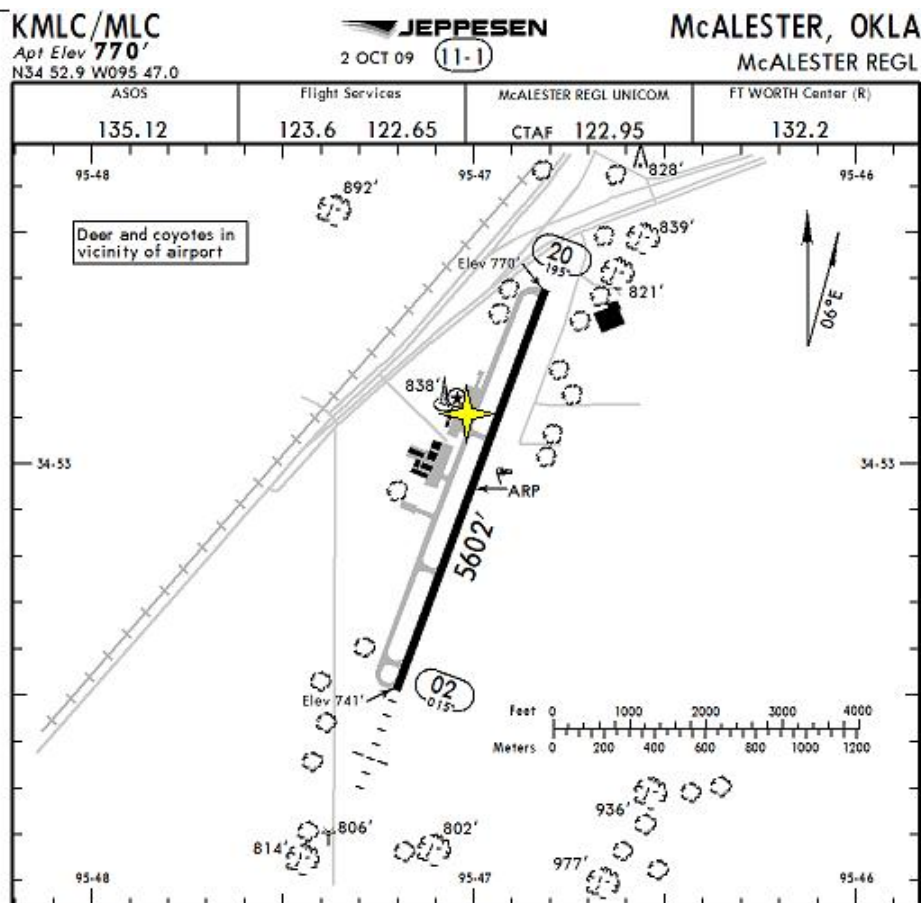 KMLC/MLC
Apt Elev 770'
N34 52.9 W095 47.0
JEPPESEN
2 OCT 09 11-1
McALESTER, OKLA
McALESTER REGL
ASOS
135.12
Flight Services
123.6 122.65
McALESTER REGL UNICOM
CTAF 122.95
FT WORTH Center (R)
132.2
95-48
95-47
95-46
828'
892'
839'
Deer and coyotes in
vicinity of airport
20
195°
Elev 770'
821'
06°E
838'
34-53
34-53
ARP
5602'
02
015°
Elev 741'
Feet 0 1000 2000 3000 4000
Meters 0 200 400 600 800 1000 1200
936'
806'
802'
814'
977'
95-48
95-47
95-46